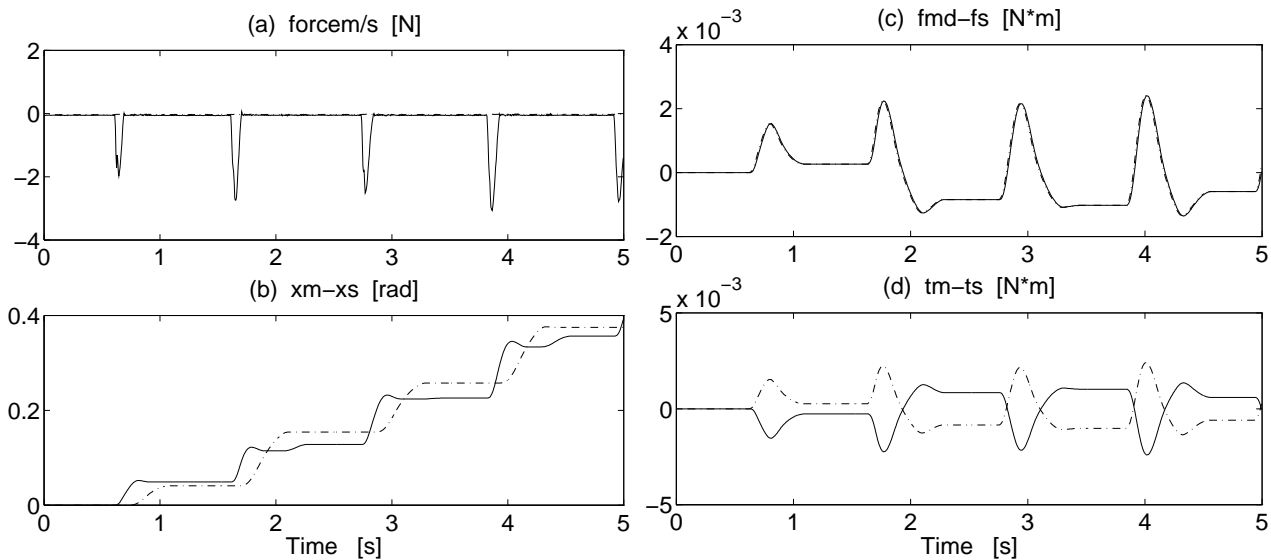 (a) forcem/s [N]
2
0
−2
−4
0 1 2 3 4 5
(b) xm−xs [rad]
0.4
0.2
0
0 1 2 3 4 5
Time [s]
x 10−3
(c) fmd−fs [N*m]
4
2
0
−2
0 1 2 3 4 5
x 10−3
(d) tm−ts [N*m]
5
0
−5
0 1 2 3 4 5
Time [s]